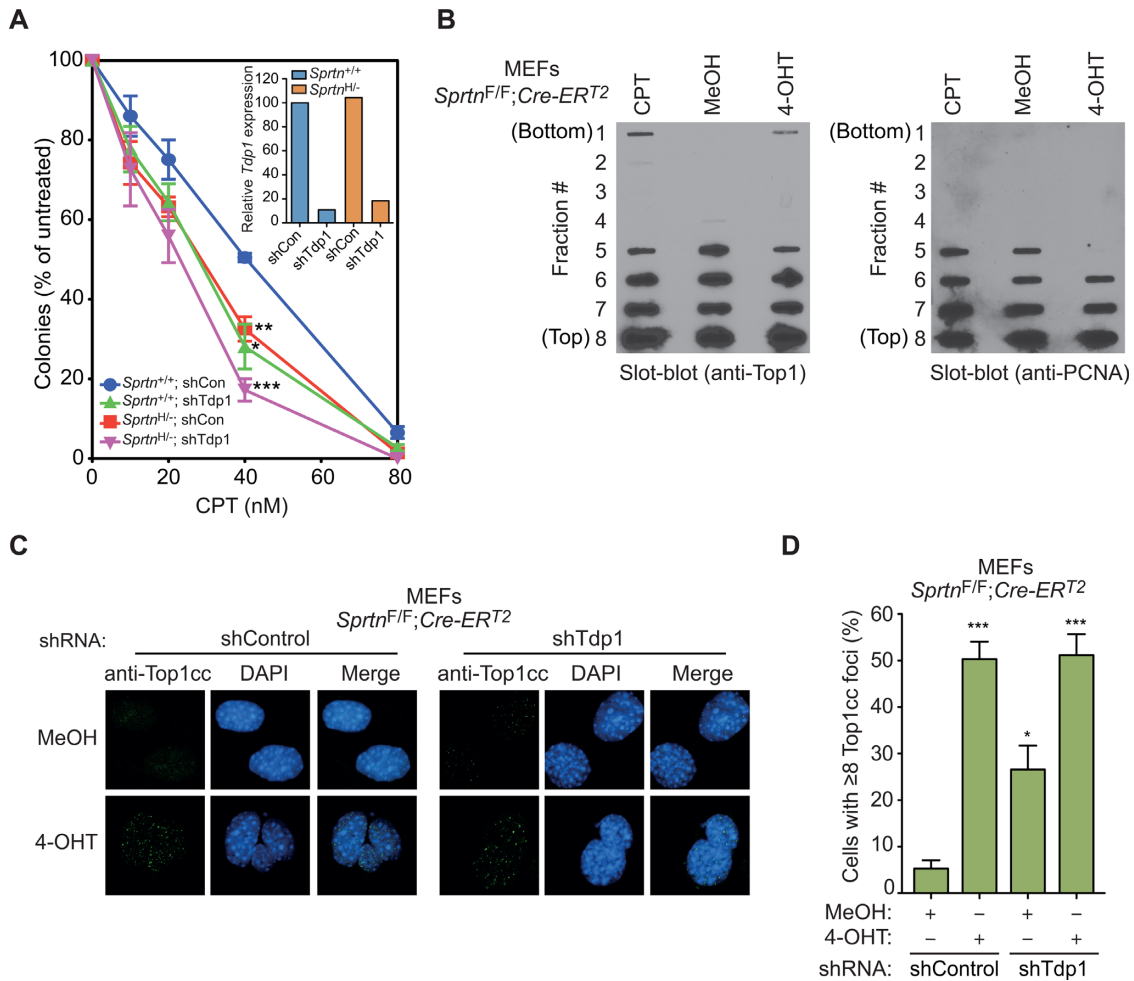 A
100
80
60
40
20
0
Colonies (% of untreated)
0 20 40 60 80
CPT (nM)
**
*
***
Sprtn+/+; shCon
Sprtn+/+; shTdp1
SprtnH/-; shCon
SprtnH/-; shTdp1
Relative Tdp1 expression
120
100
80
60
40
20
0
Sprtn+/+
SprtnH/-
shCon
shTdp1
shCon
shTdp1
B
MEFs
SprtnF/F;Cre-ERT2
CPT
MeOH
4-OHT
(Bottom) 1
2
3
4
5
6
7
(Top) 8
Fraction #
Slot-blot (anti-Top1)
CPT
MeOH
4-OHT
(Bottom) 1
2
3
4
5
6
7
(Top) 8
Fraction #
Slot-blot (anti-PCNA)
C
MEFs
SprtnF/F;Cre-ERT2
shRNA: shControl shTdp1
anti-Top1cc DAPI Merge anti-Top1cc DAPI Merge
MeOH
4-OHT
D
MEFs
SprtnF/F;Cre-ERT2
Cells with ≥8 Top1cc foci (%)
60
50
40
30
20
10
0
***
*
***
MeOH: + – + –
4-OHT: – + – +
shRNA: shControl shTdp1